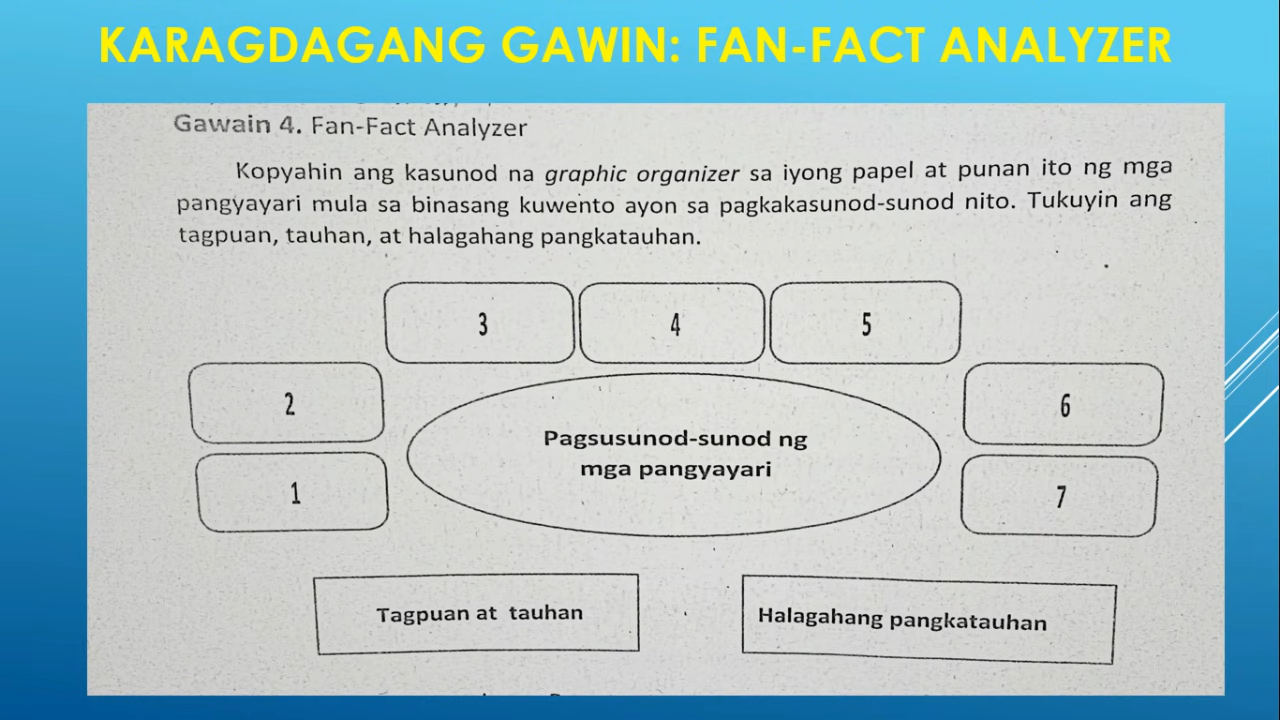 KARAGDAGANG GAWIN: FAN-FACT ANALYZER
Gawain 4. Fan-Fact Analyzer
Kopyahin ang kasunod na graphic organizer sa iyong papel at punan ito ng mga
pangyayari mula sa binasang kuwento ayon sa pagkakasunod-sunod nito. Tukuyin ang
tagpuan, tauhan, at halagahang pangkatauhan.
3
4
5
2
6
1
7
Pagsusunod-sunod ng
mga pangyayari
Tagpuan at tauhan
Halagahang pangkatauhan